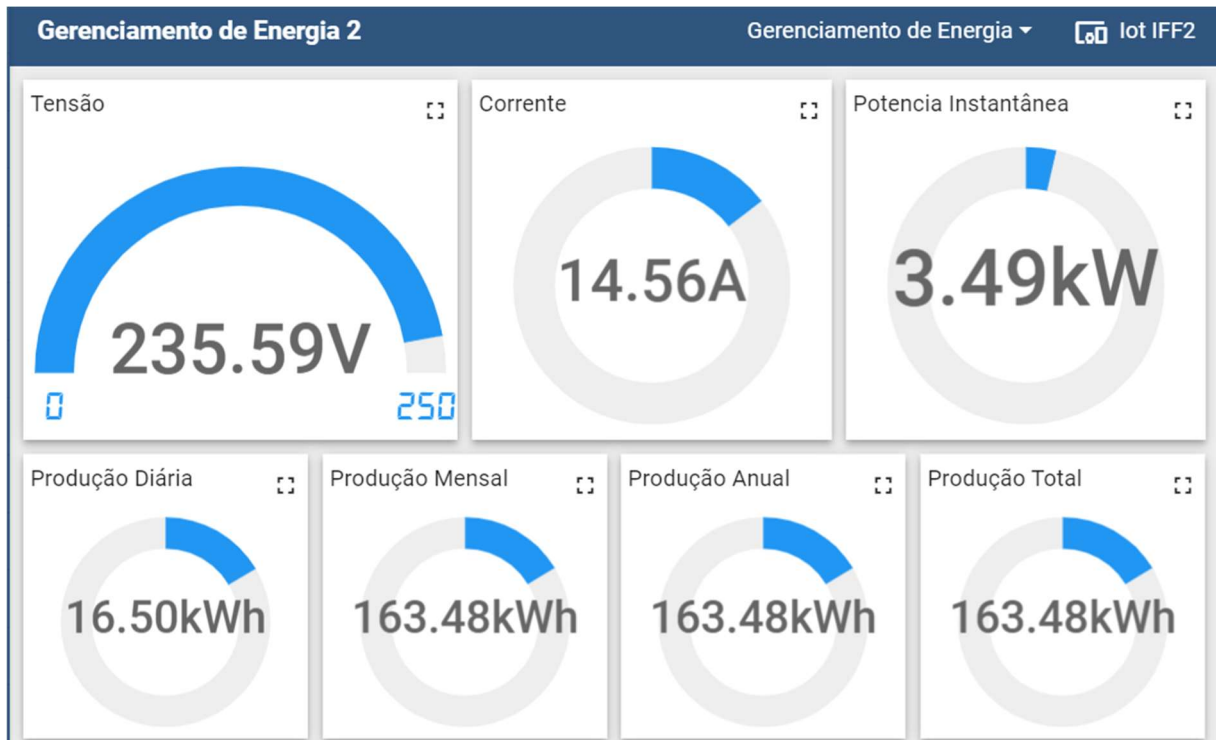 Gerenciamento de Energia 2
Gerenciamento de Energia
Iot IFF2
Tensão
235.59V
0
250
Corrente
14.56A
Potencia Instantânea
3.49kW
Produção Diária
16.50kWh
Produção Mensal
163.48kWh
Produção Anual
163.48kWh
Produção Total
163.48kWh